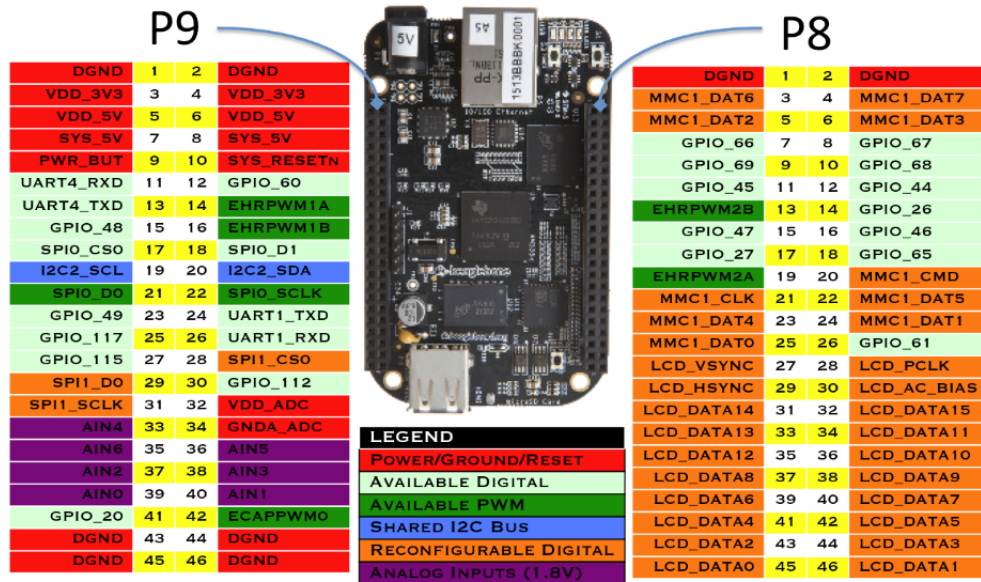 P9
P8
DGND 1 2 DGND
VDD_3V3 3 4 VDD_3V3
VDD_5V 5 6 VDD_5V
SYS_5V 7 8 SYS_5V
PWR_BUT 9 10 SYS_RESETN
UART4_RXD 11 12 GPIO_60
UART4_TXD 13 14 EHRPWM1A
GPIO_48 15 16 EHRPWM1B
SPI0_CS0 17 18 SPI0_D1
I2C2_SCL 19 20 I2C2_SDA
SPI0_D0 21 22 SPI0_SCLK
GPIO_49 23 24 UART1_TXD
GPIO_117 25 26 UART1_RXD
GPIO_115 27 28 SPI1_CS0
SPI1_D0 29 30 GPIO_112
SPI1_SCLK 31 32 VDD_ADC
AIN4 33 34 GNDA_ADC
AIN6 35 36 AIN5
AIN2 37 38 AIN3
AIN0 39 40 AIN1
GPIO_20 41 42 ECAPPWM0
DGND 43 44 DGND
DGND 45 46 DGND
5V
A5
1513BBBK0001
LEGEND
POWER/GROUND/RESET
AVAILABLE DIGITAL
AVAILABLE PWM
SHARED I2C BUS
RECONFIGURABLE DIGITAL
ANALOG INPUTS (1.8V)
DGND 1 2 DGND
MMC1_DAT6 3 4 MMC1_DAT7
MMC1_DAT2 5 6 MMC1_DAT3
GPIO_66 7 8 GPIO_67
GPIO_69 9 10 GPIO_68
GPIO_45 11 12 GPIO_44
EHRPWM2B 13 14 GPIO_26
GPIO_47 15 16 GPIO_46
GPIO_27 17 18 GPIO_65
EHRPWM2A 19 20 MMC1_CMD
MMC1_CLK 21 22 MMC1_DAT5
MMC1_DAT4 23 24 MMC1_DAT1
MMC1_DAT0 25 26 GPIO_61
LCD_VSYNC 27 28 LCD_PCLK
LCD_HSYNC 29 30 LCD_AC_BIAS
LCD_DATA14 31 32 LCD_DATA15
LCD_DATA13 33 34 LCD_DATA11
LCD_DATA12 35 36 LCD_DATA10
LCD_DATA8 37 38 LCD_DATA9
LCD_DATA6 39 40 LCD_DATA7
LCD_DATA4 41 42 LCD_DATA5
LCD_DATA2 43 44 LCD_DATA3
LCD_DATA0 45 46 LCD_DATA1